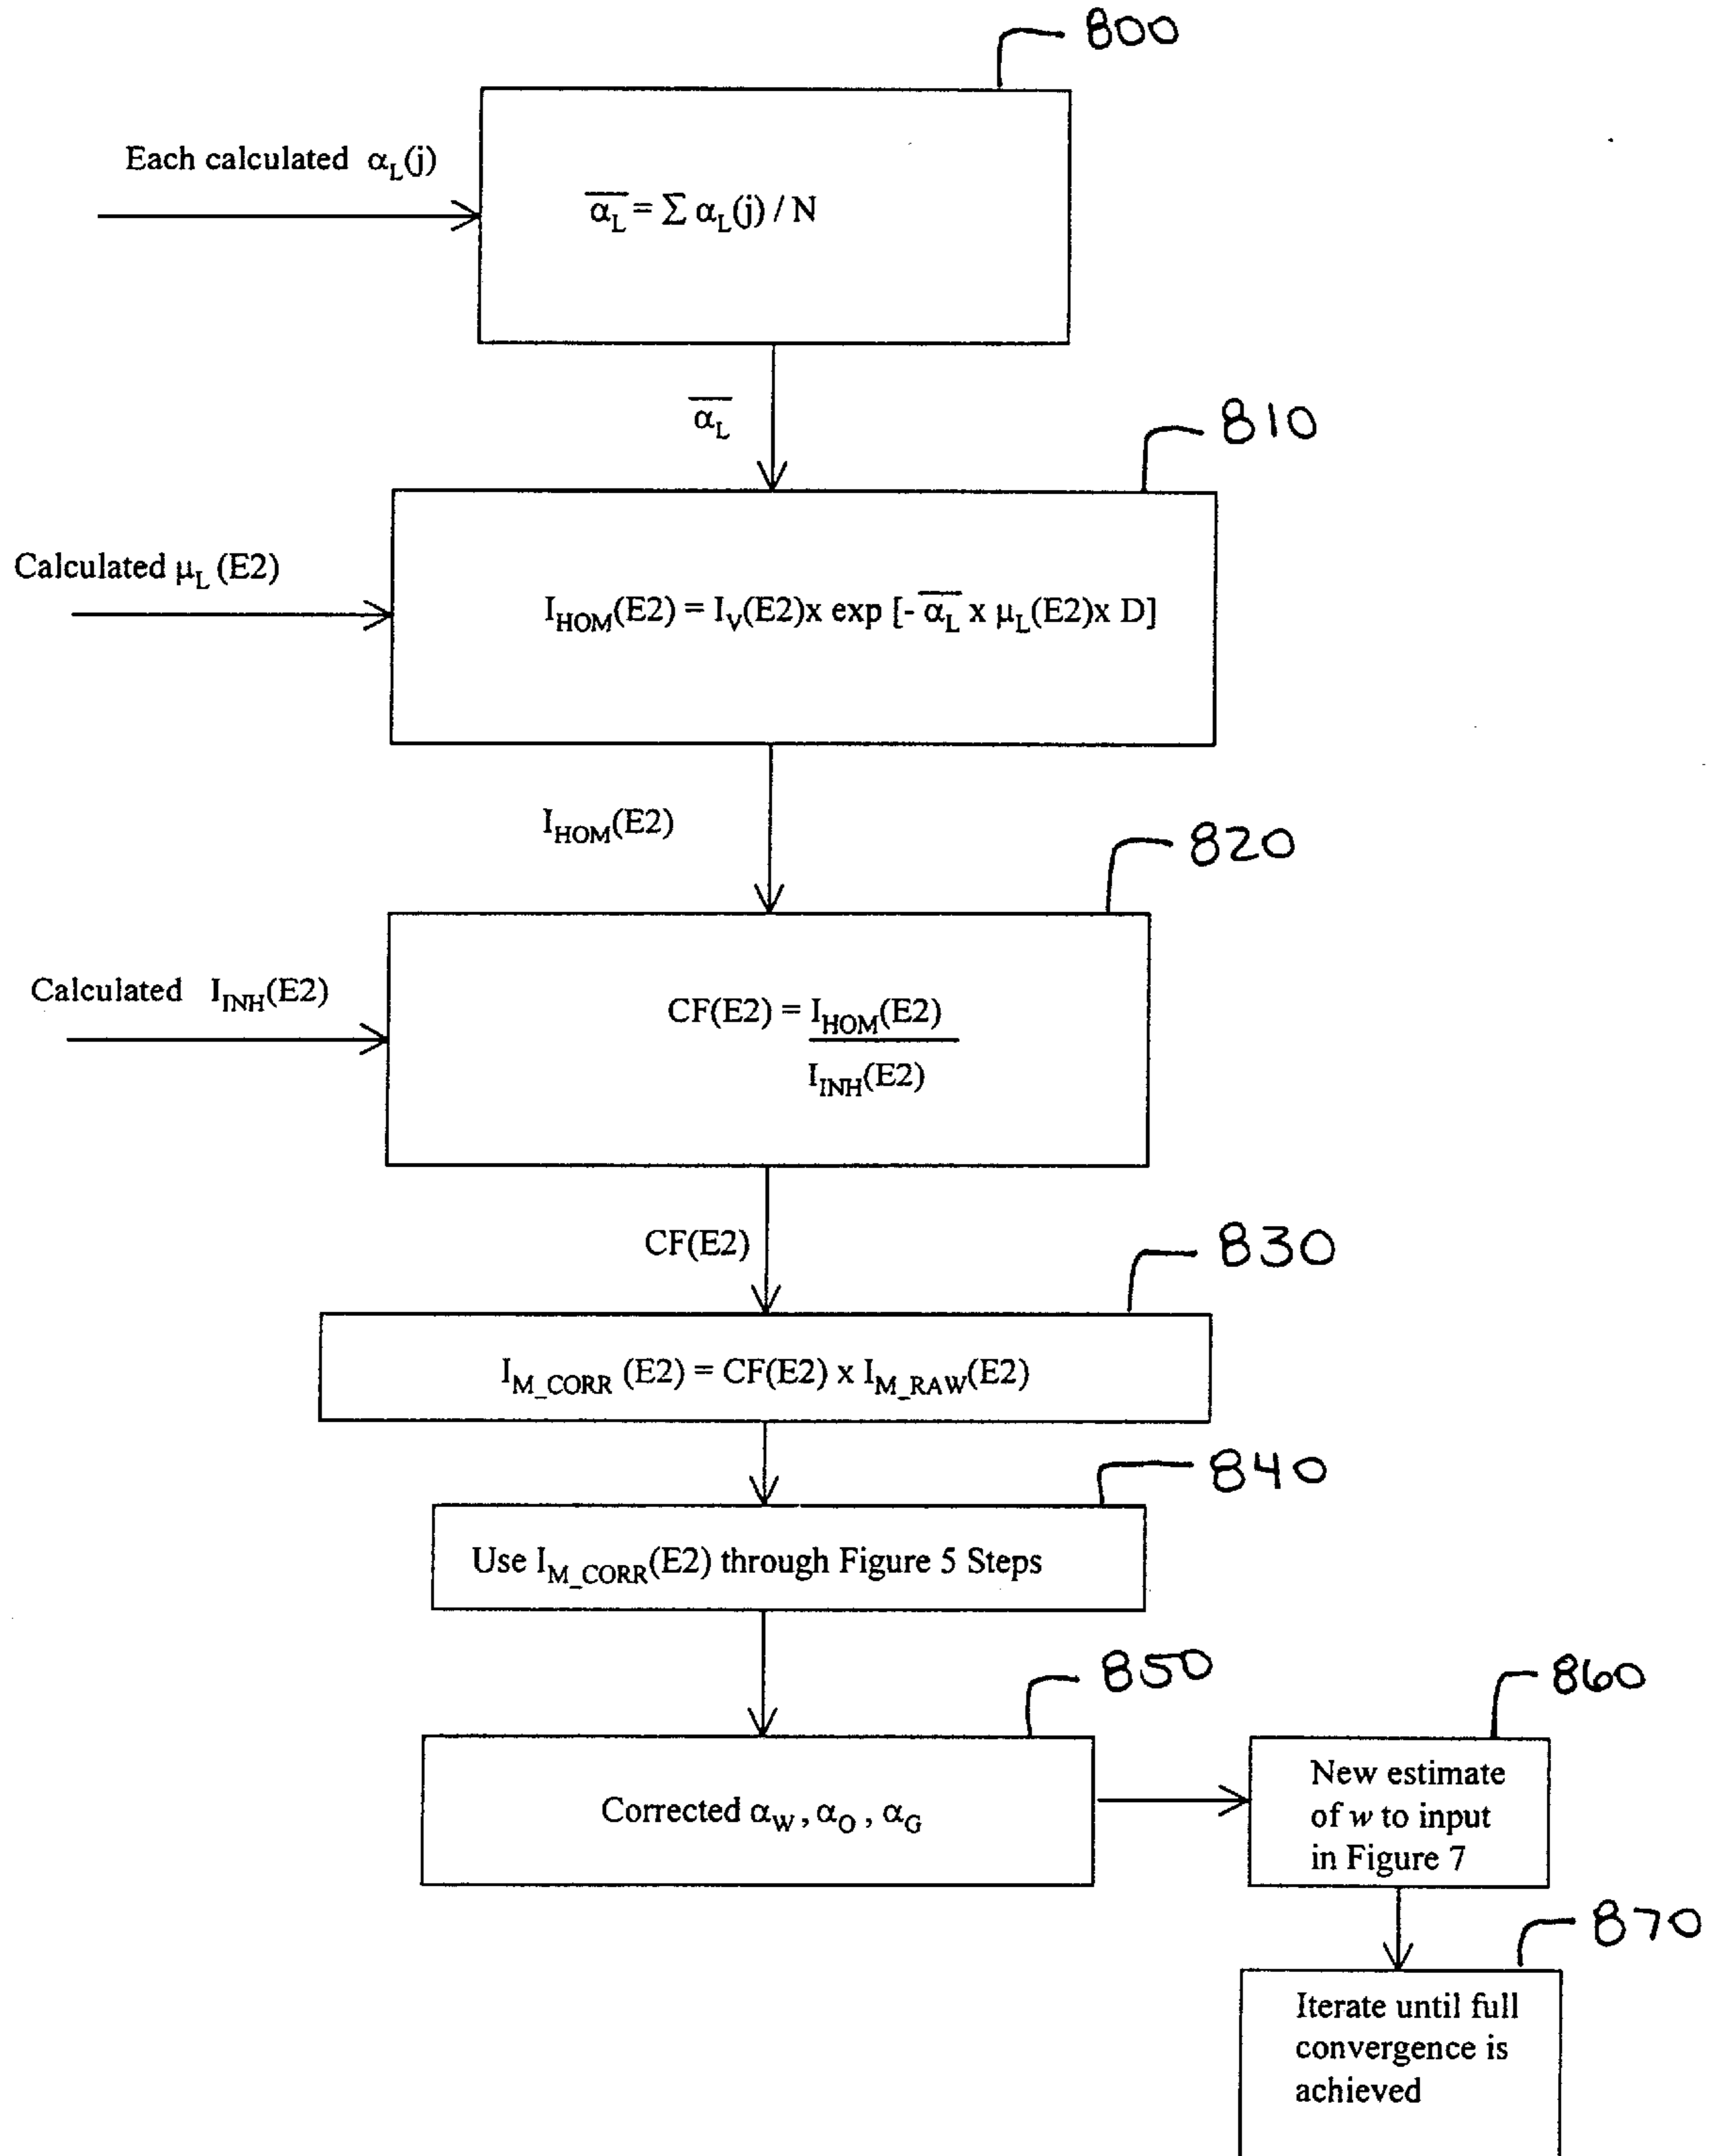 800
Each calculated α_L(j)
α̅_L̅ = Σ α_L(j) / N
α̅_L̅
810
Calculated μ_L (E2)
I_HOM(E2) = I_V(E2)x exp [- α̅_L̅ x μ_L(E2)x D]
I_HOM(E2)
820
Calculated I_INH(E2)
CF(E2) = I_HOM(E2)
I_INH(E2)
CF(E2)
830
I_M_CORR (E2) = CF(E2) x I_M_RAW(E2)
840
Use I_M_CORR(E2) through Figure 5 Steps
850
Corrected α_W , α_O , α_G
860
New estimate
of w to input
in Figure 7
870
Iterate until full
convergence is
achieved